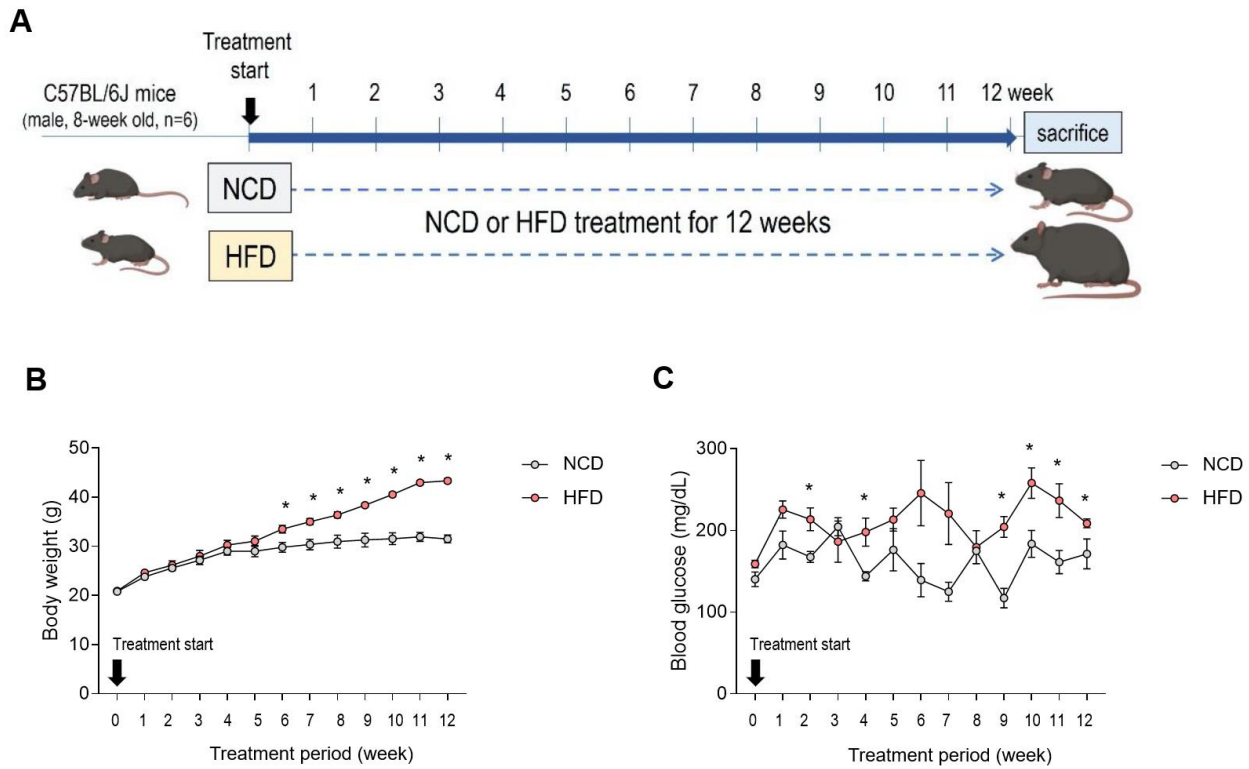 A
Treatment
start
C57BL/6J mice
(male, 8-week old, n=6)
1 2 3 4 5 6 7 8 9 10 11 12 week
sacrifice
NCD
NCD or HFD treatment for 12 weeks
HFD
B
50
40
30
20
10
0
Body weight (g)
* * * * * * *
NCD
HFD
Treatment start
0 1 2 3 4 5 6 7 8 9 10 11 12
Treatment period (week)
C
300
200
100
0
Blood glucose (mg/dL)
* * * * * *
NCD
HFD
Treatment start
0 1 2 3 4 5 6 7 8 9 10 11 12
Treatment period (week)